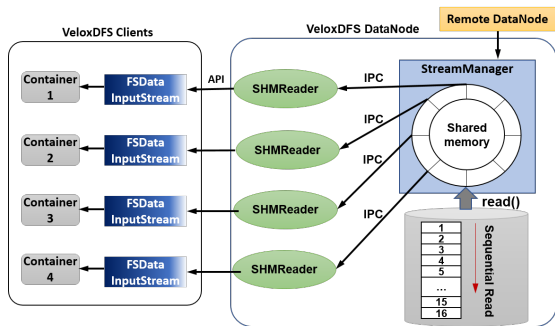 VeloxDFS Clients
VeloxDFS DataNode
Remote DataNode
Container
1
FSData
InputStream
API
SHMReader
IPC
StreamManager
Container
2
FSData
InputStream
SHMReader
IPC
Shared
memory
Container
3
FSData
InputStream
SHMReader
IPC
Container
4
FSData
InputStream
SHMReader
IPC
read()
1
2
3
4
5
...
15
16
Sequential Read